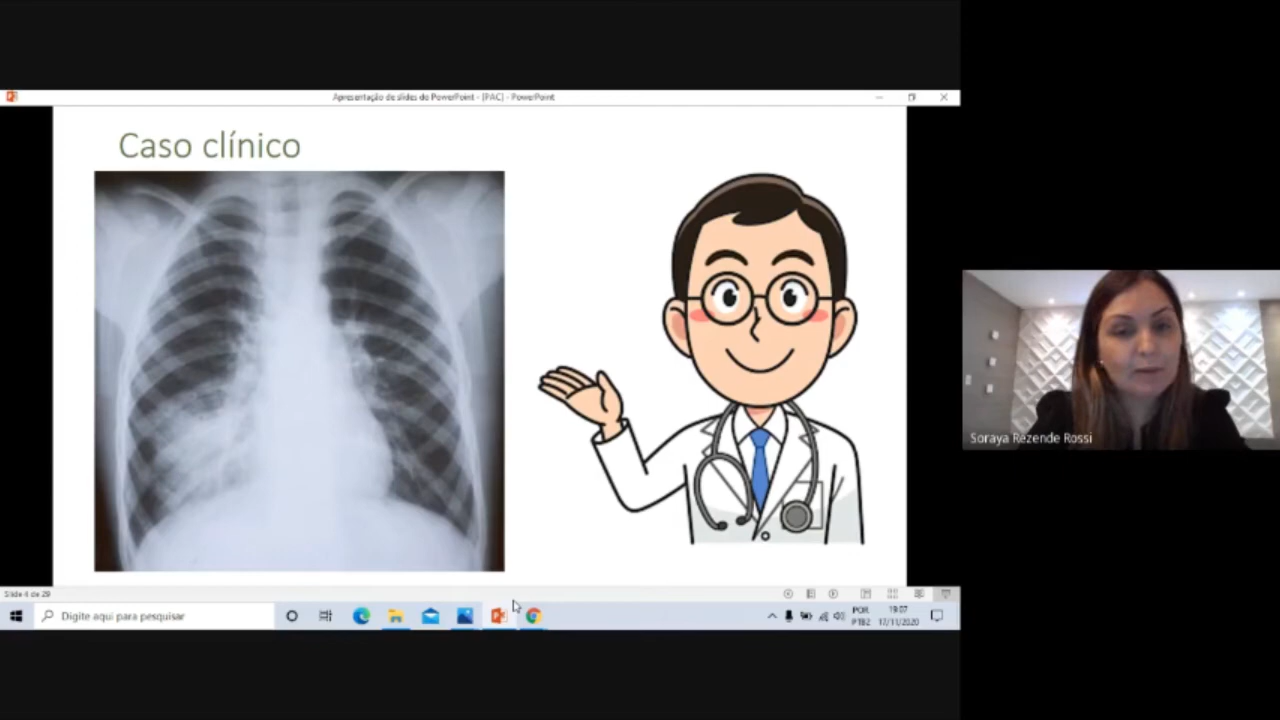 Apresentação de slides do PowerPoint - [PAC] - PowerPoint
Caso clínico
Soraya Rezende Rossi
Slide 4 de 29
Digite aqui para pesquisar
POR
PTB2
19:07
17/11/2020